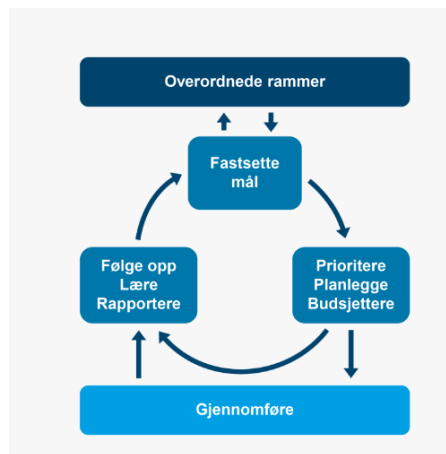 Overordnede rammer
Fastsette
mål
Følge opp
Lære
Rapportere
Prioritere
Planlegge
Budsjettere
Gjennomføre